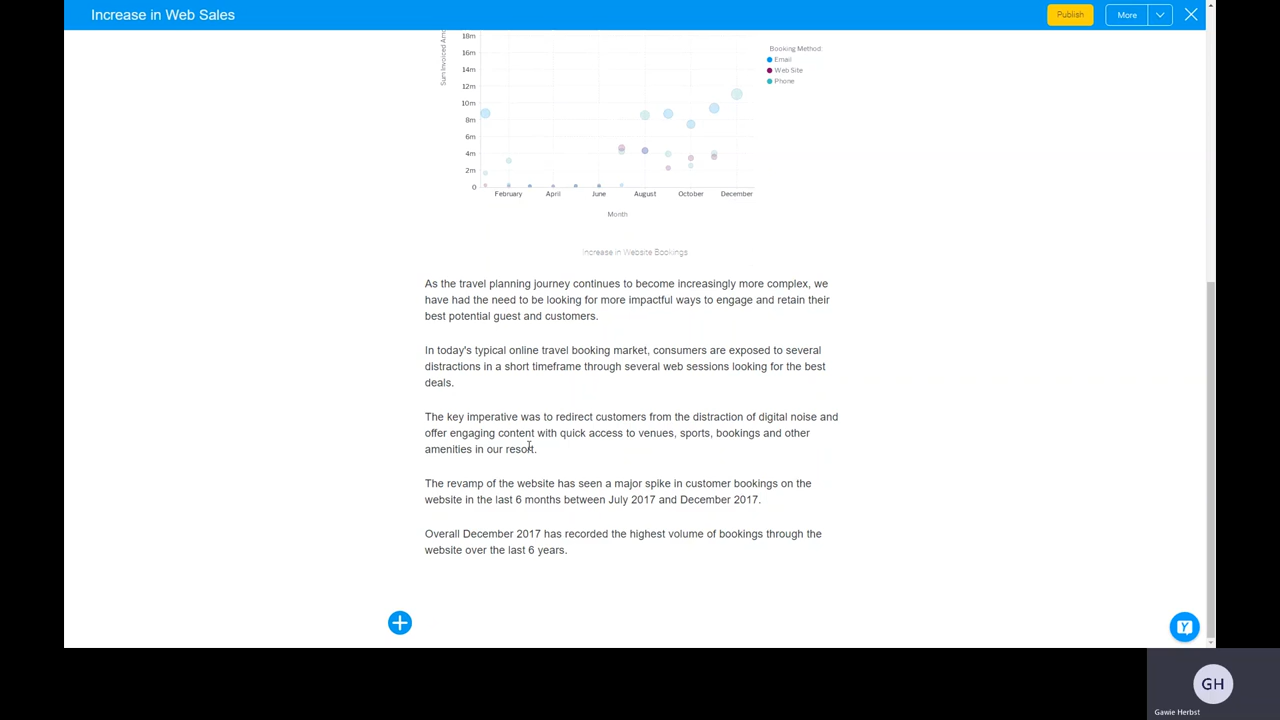 Increase in Web Sales
Publish
More
Sum Invoiced Am
18m
16m
14m
12m
10m
8m
6m
4m
2m
0
February April June August October December
Month
Booking Method
Email
Web Site
Phone
Increase in Website Bookings
As the travel planning journey continues to become increasingly more complex, we
have had the need to be looking for more impactful ways to engage and retain their
best potential guest and customers.
In today's typical online travel booking market, consumers are exposed to several
distractions in a short timeframe through several web sessions looking for the best
deals.
The key imperative was to redirect customers from the distraction of digital noise and
offer engaging content with quick access to venues, sports, bookings and other
amenities in our resort.
The revamp of the website has seen a major spike in customer bookings on the
website in the last 6 months between July 2017 and December 2017.
Overall December 2017 has recorded the highest volume of bookings through the
website over the last 6 years.
Y
GH
Gawie Herbst